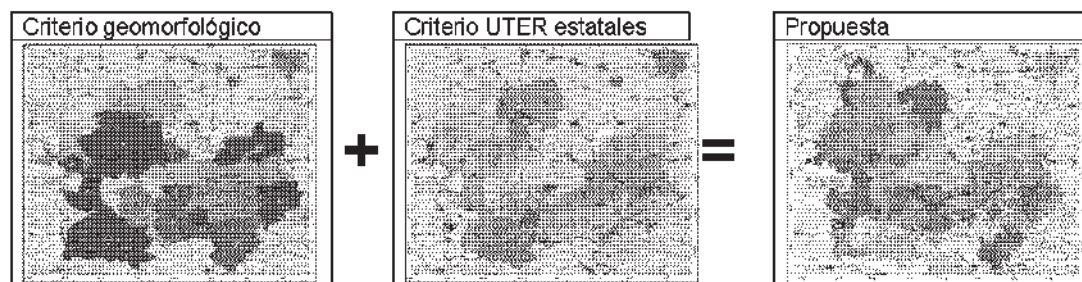 Criterio geomorfológico
Criterio UTER estatales
Propuesta
+
=